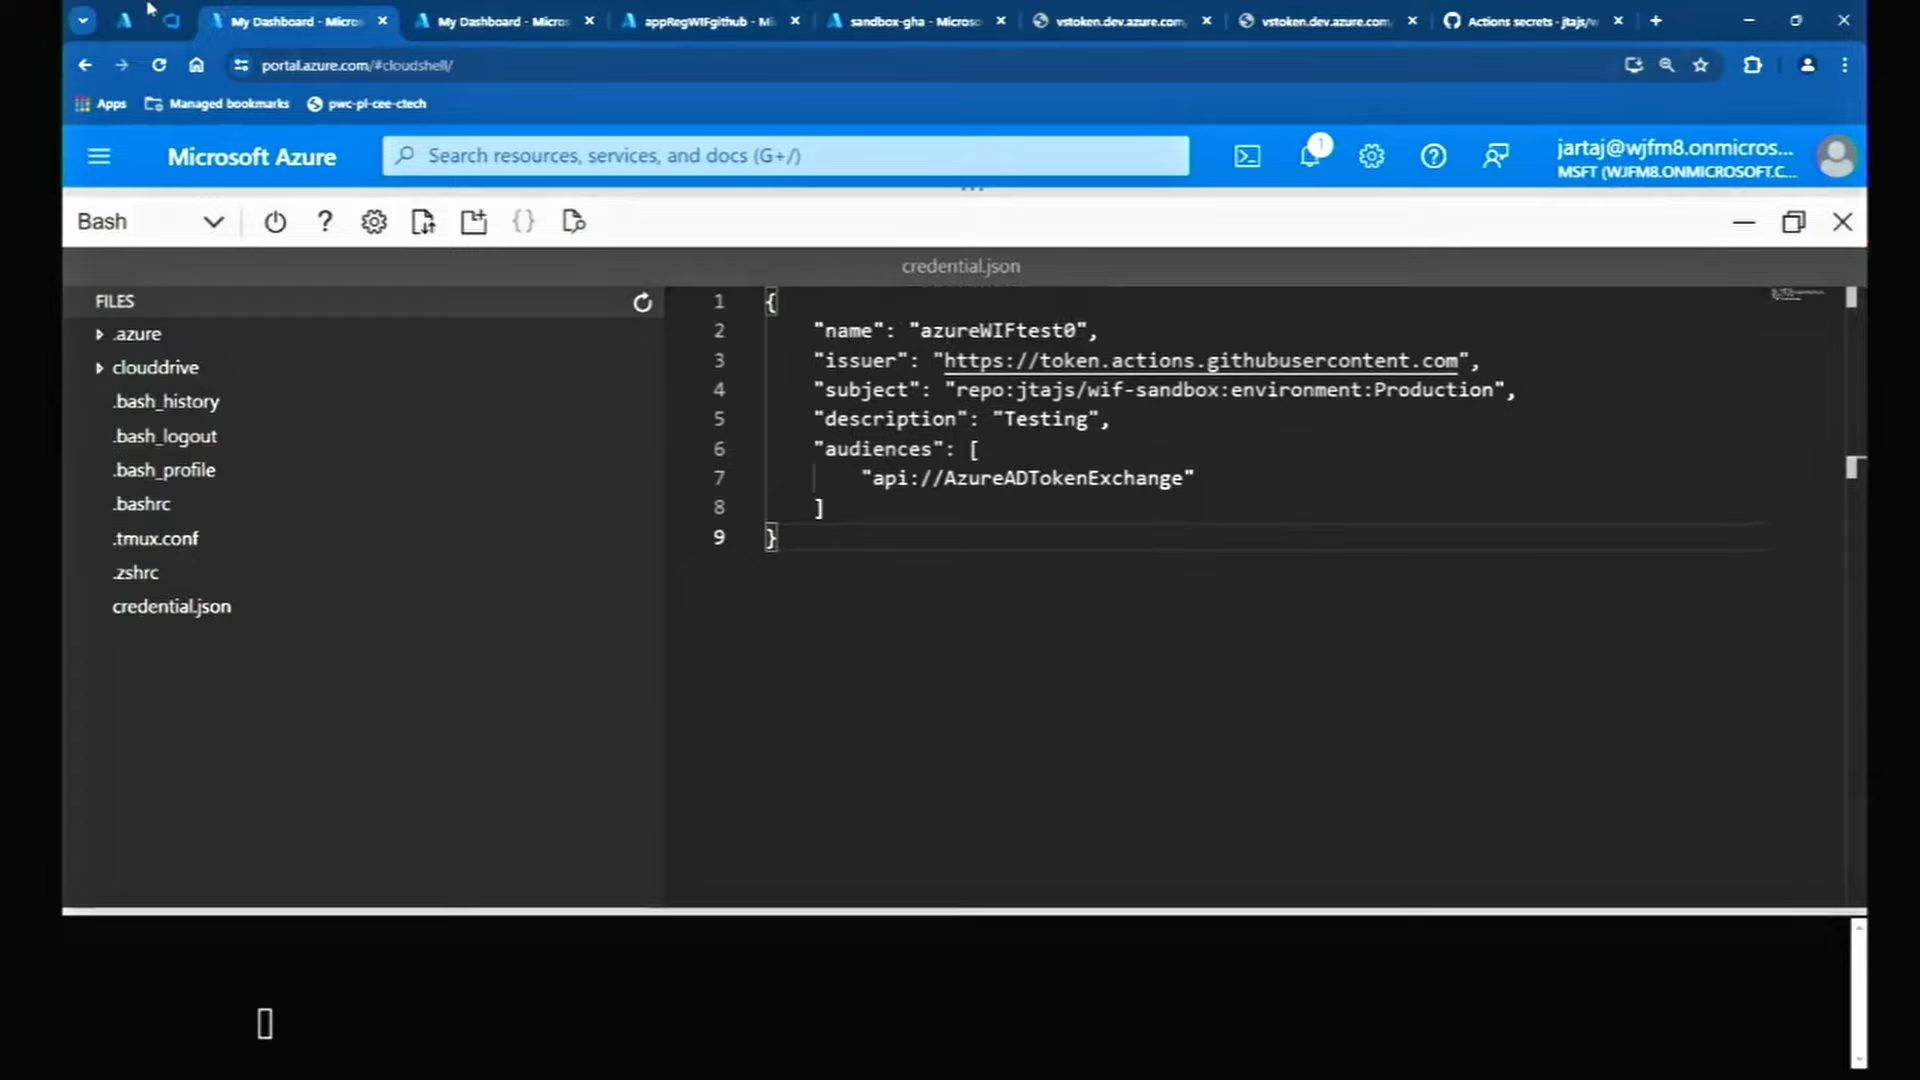 My Dashboard - Micros
My Dashboard - Micros
appRegWIFgithub - Mi
sandbox-gha - Microso
vstoken.dev.azure.com
vstoken.dev.azure.com
Actions secrets · jtajs/w
portal.azure.com/#cloudshell/
Apps
Managed bookmarks
pwc-pl-cee-ctech
Microsoft Azure
Search resources, services, and docs (G+/)
1
jartaj@wjfm8.onmicros...
MSFT (WJFM8.ONMICROSOFT.C...
Bash
credential.json
FILES
.azure
clouddrive
.bash_history
.bash_logout
.bash_profile
.bashrc
.tmux.conf
.zshrc
credential.json
1 {
2 "name": "azureWIFtest0",
3 "issuer": "https://token.actions.githubusercontent.com",
4 "subject": "repo:jtajs/wif-sandbox:environment:Production",
5 "description": "Testing",
6 "audiences": [
7 "api://AzureADTokenExchange"
8 ]
9 }